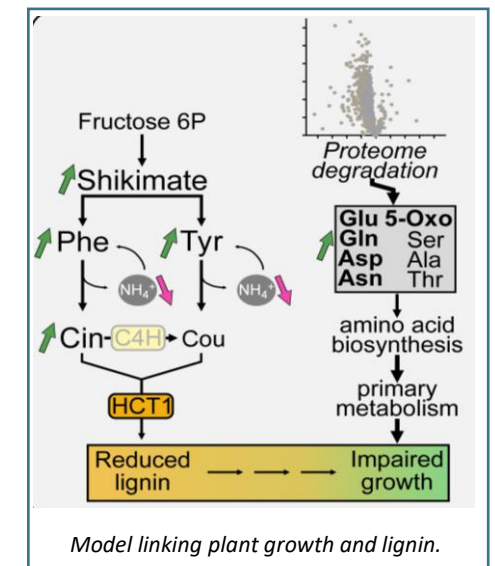 Fructose 6P
Shikimate
Phe
Tyr
NH₄⁺
NH₄⁺
Cin
C4H
Cou
HCT1
Proteome
degradation
Glu 5-Oxo
Gln Ser
Asp Ala
Asn Thr
amino acid
biosynthesis
primary
metabolism
Reduced
lignin
Impaired
growth
Model linking plant growth and lignin.